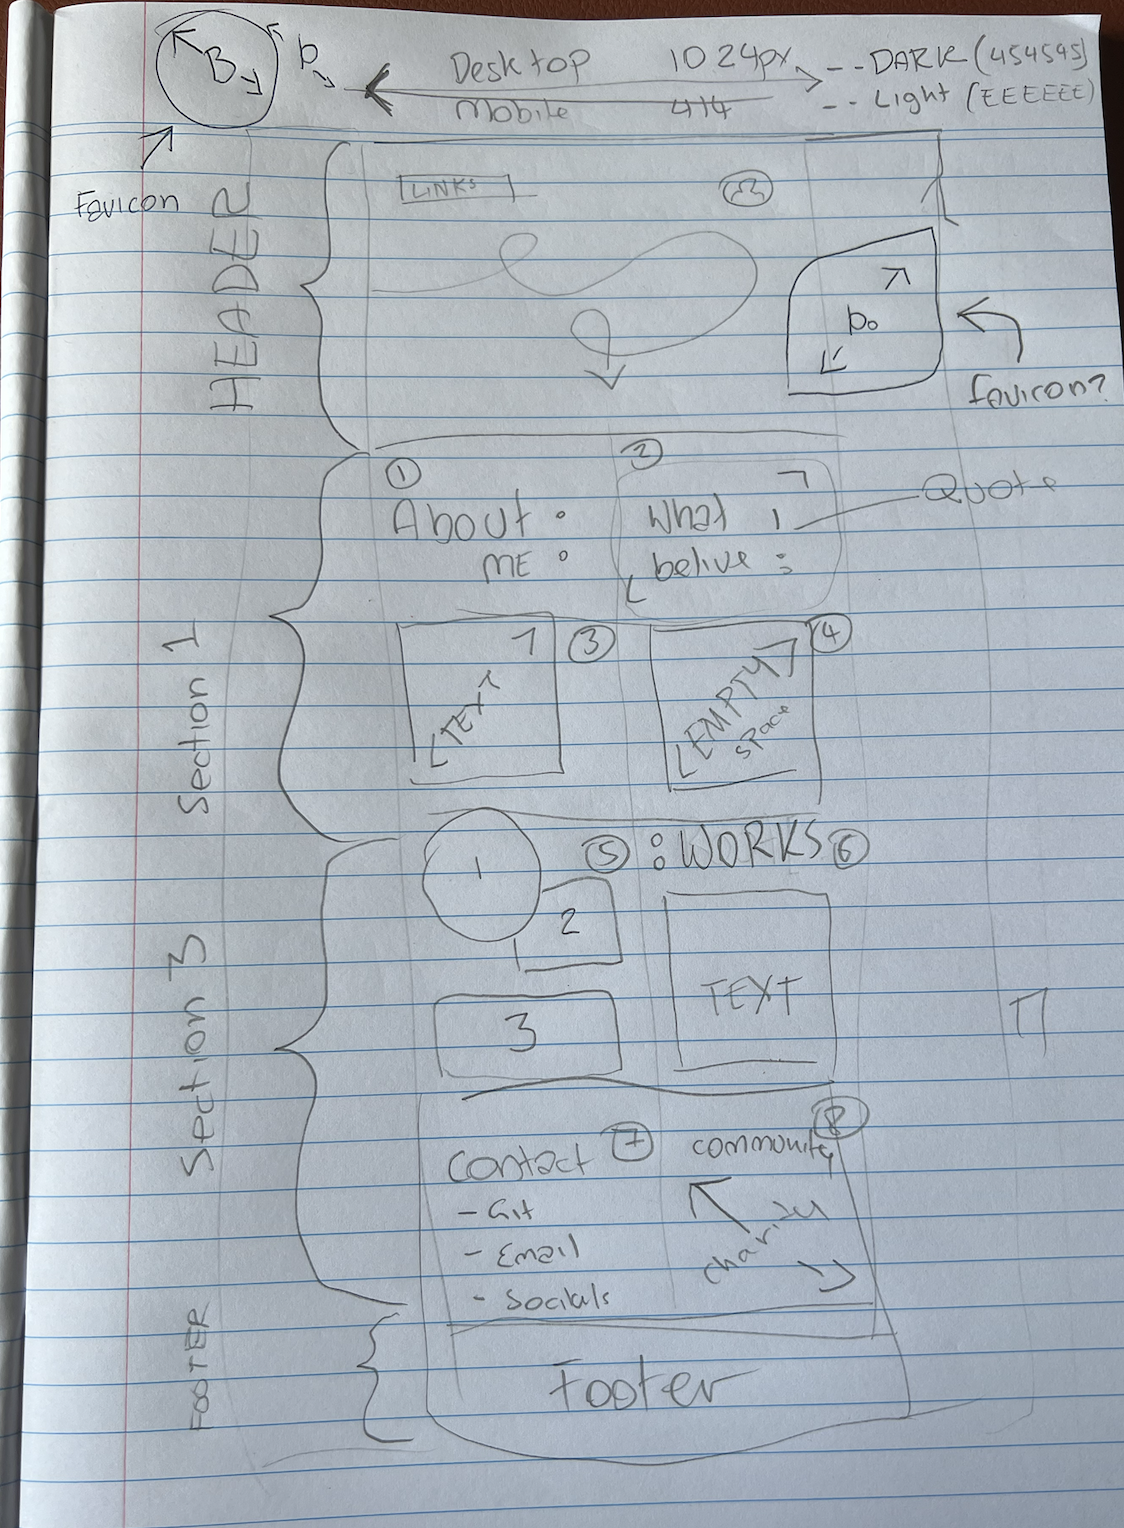 B
p
Desktop 1024px -- DARK (454545)
Mobile 414 -- Light (EEEEEE)
Favicon
HEADER
LINKS
po
favicon?
Section 1
1
About :
ME :
2
What I
belive :
Quote
TEXT
3
EMPTY
space
4
Section 3
1
2
3
5
:WORKS
6
TEXT
Contact
7
- Git
- Email
- Socials
community
8
charity
FOOTER
Footer